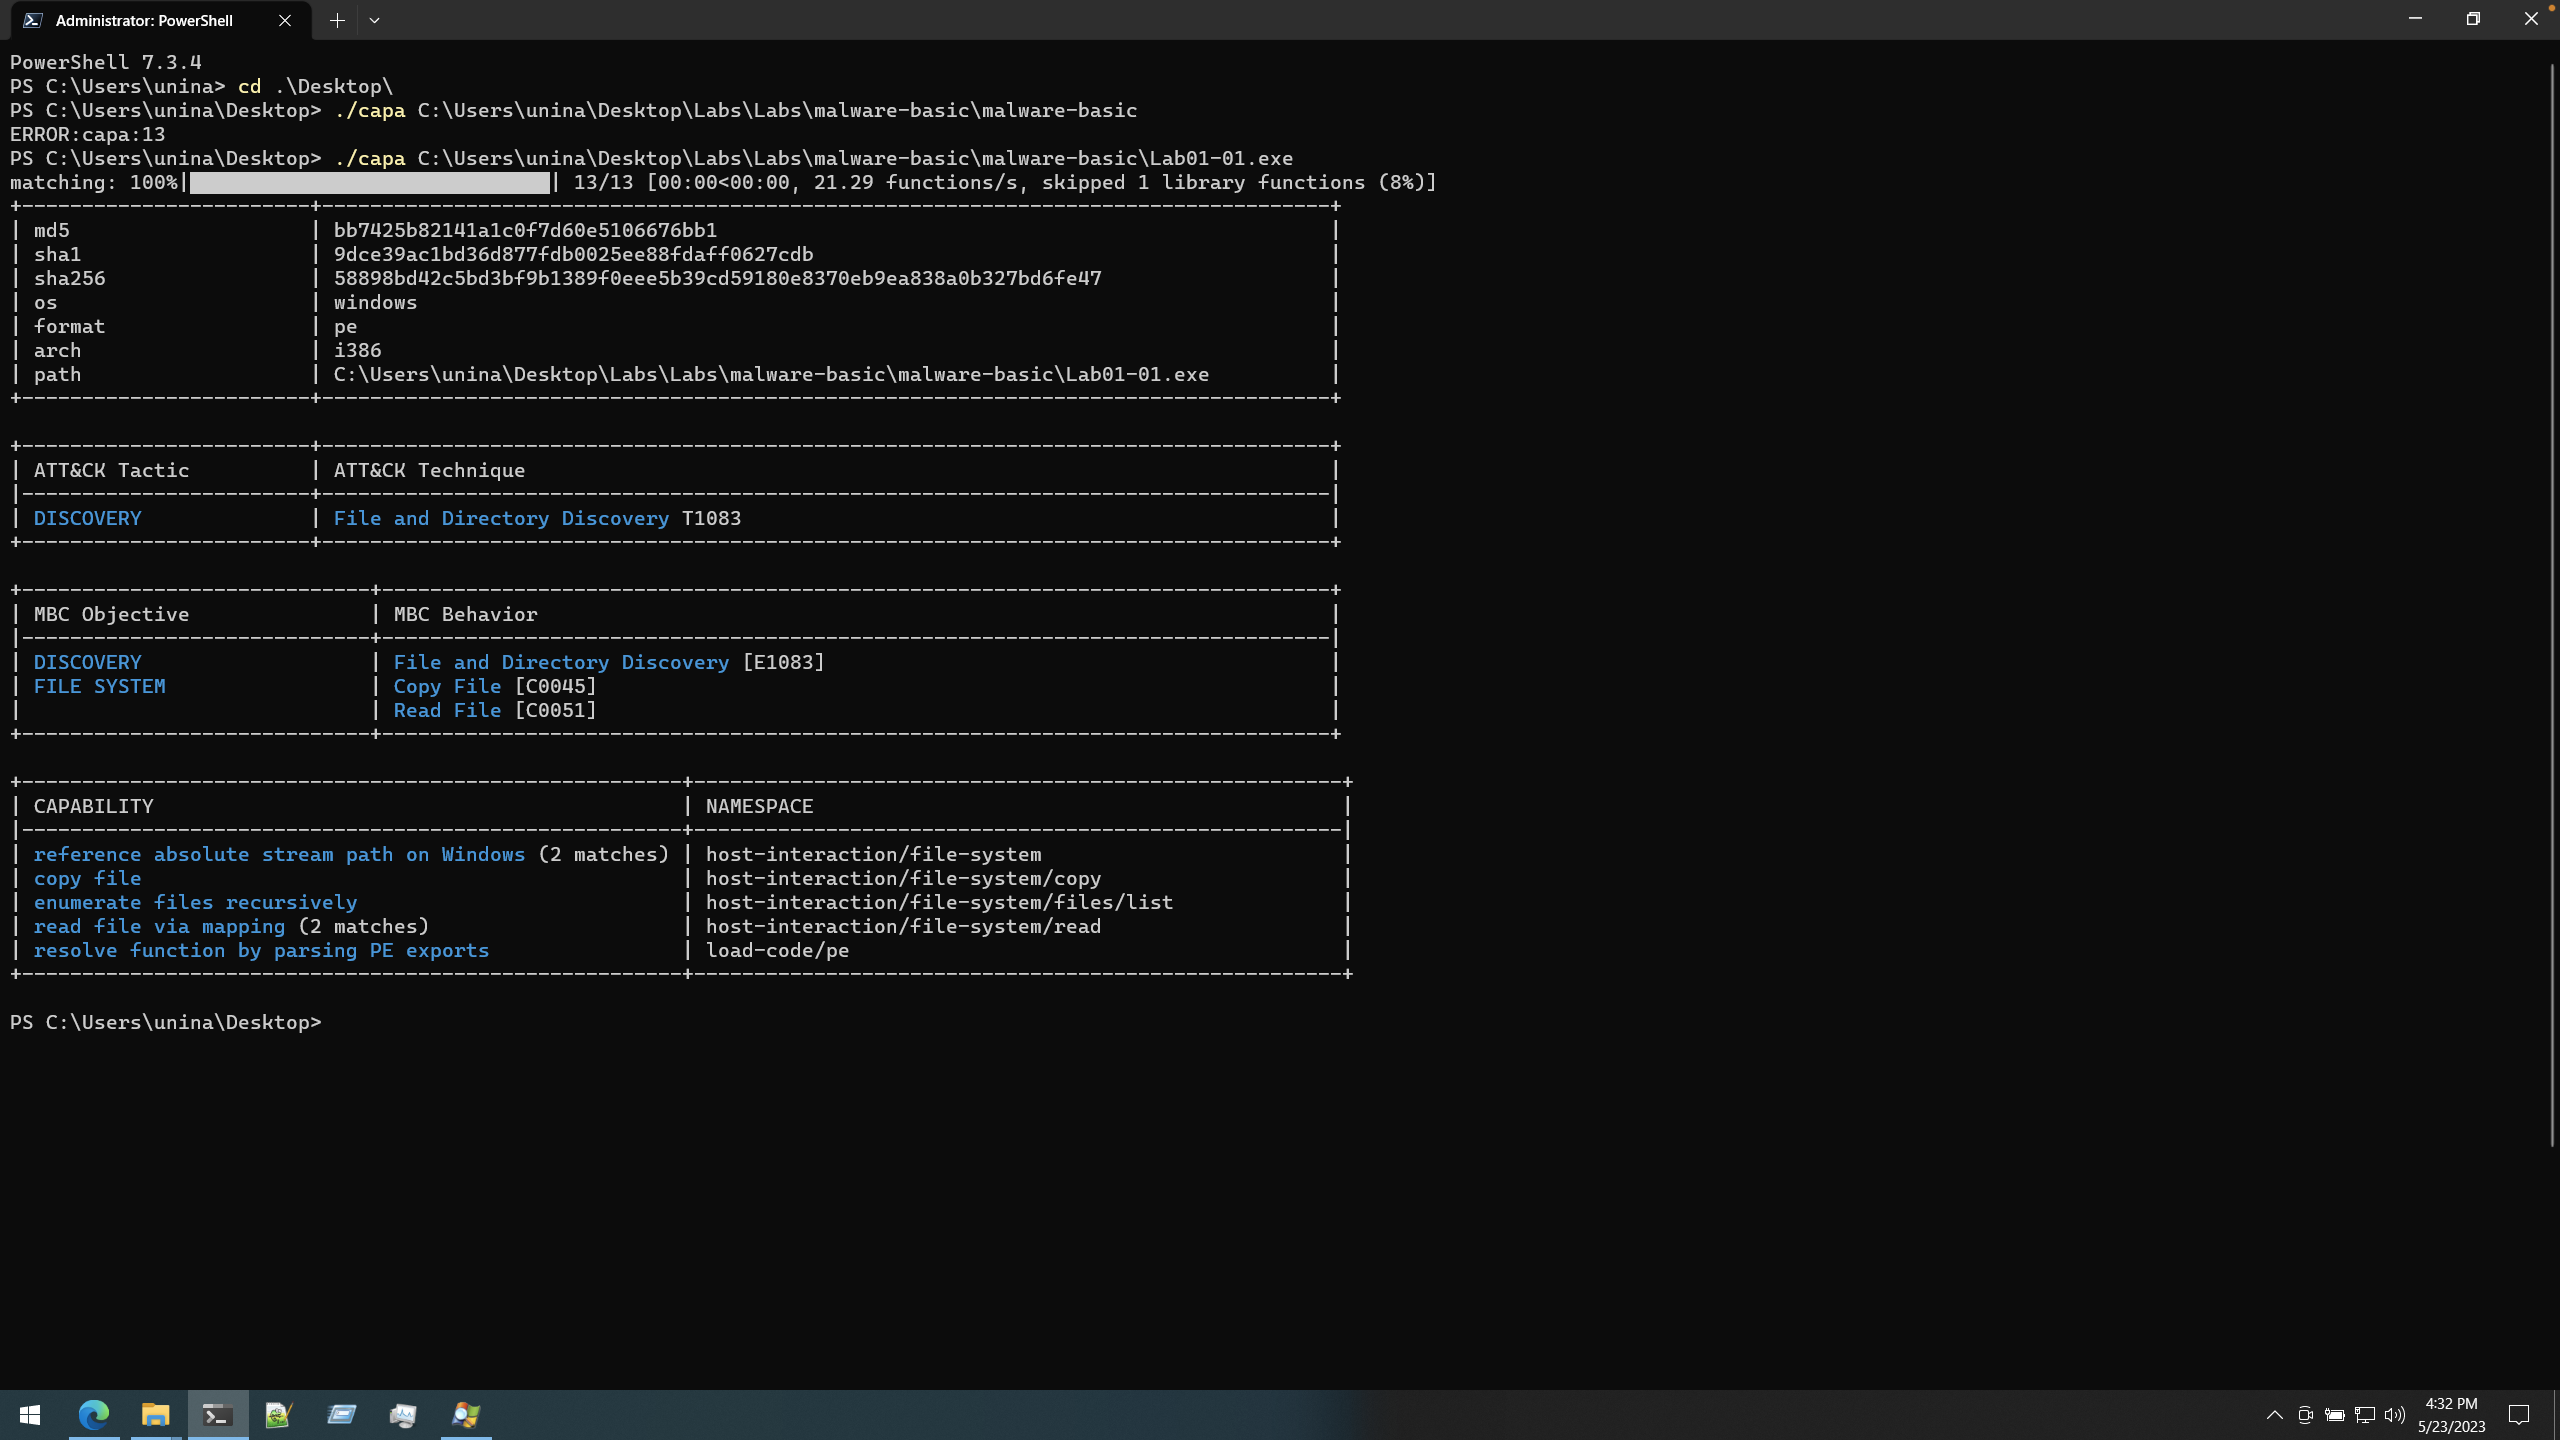 Administrator: PowerShell
PowerShell 7.3.4
PS C:\Users\unina> cd .\Desktop\
PS C:\Users\unina\Desktop> ./capa C:\Users\unina\Desktop\Labs\Labs\malware-basic\malware-basic
ERROR:capa:13
PS C:\Users\unina\Desktop> ./capa C:\Users\unina\Desktop\Labs\Labs\malware-basic\malware-basic\Lab01-01.exe
matching: 100%| | 13/13 [00:00<00:00, 21.29 functions/s, skipped 1 library functions (8%)]
| md5 | bb7425b82141a1c0f7d60e5106676bb1 |
| sha1 | 9dce39ac1bd36d877fdb0025ee88fdaff0627cdb |
| sha256 | 58898bd42c5bd3bf9b1389f0eee5b39cd59180e8370eb9ea838a0b327bd6fe47 |
| os | windows |
| format | pe |
| arch | i386 |
| path | C:\Users\unina\Desktop\Labs\Labs\malware-basic\malware-basic\Lab01-01.exe |
| ATT&CK Tactic | ATT&CK Technique |
| DISCOVERY | File and Directory Discovery T1083 |
| MBC Objective | MBC Behavior |
| DISCOVERY | File and Directory Discovery [E1083] |
| FILE SYSTEM | Copy File [C0045] |
| | Read File [C0051] |
| CAPABILITY | NAMESPACE |
| reference absolute stream path on Windows (2 matches) | host-interaction/file-system |
| copy file | host-interaction/file-system/copy |
| enumerate files recursively | host-interaction/file-system/files/list |
| read file via mapping (2 matches) | host-interaction/file-system/read |
| resolve function by parsing PE exports | load-code/pe |
PS C:\Users\unina\Desktop>
4:32 PM
5/23/2023